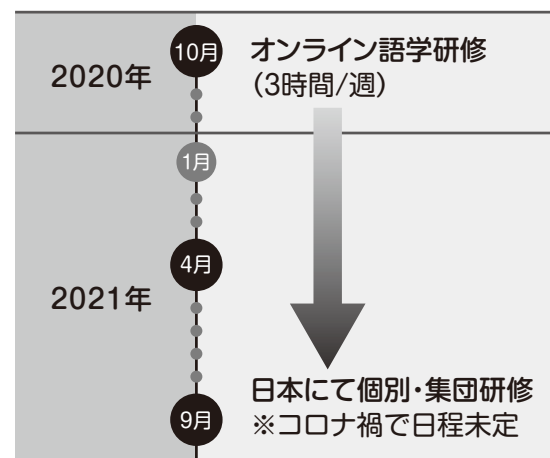 2020年
10月
オンライン語学研修
（3時間/週）
1月
4月
2021年
9月
日本にて個別・集団研修
※コロナ禍で日程未定